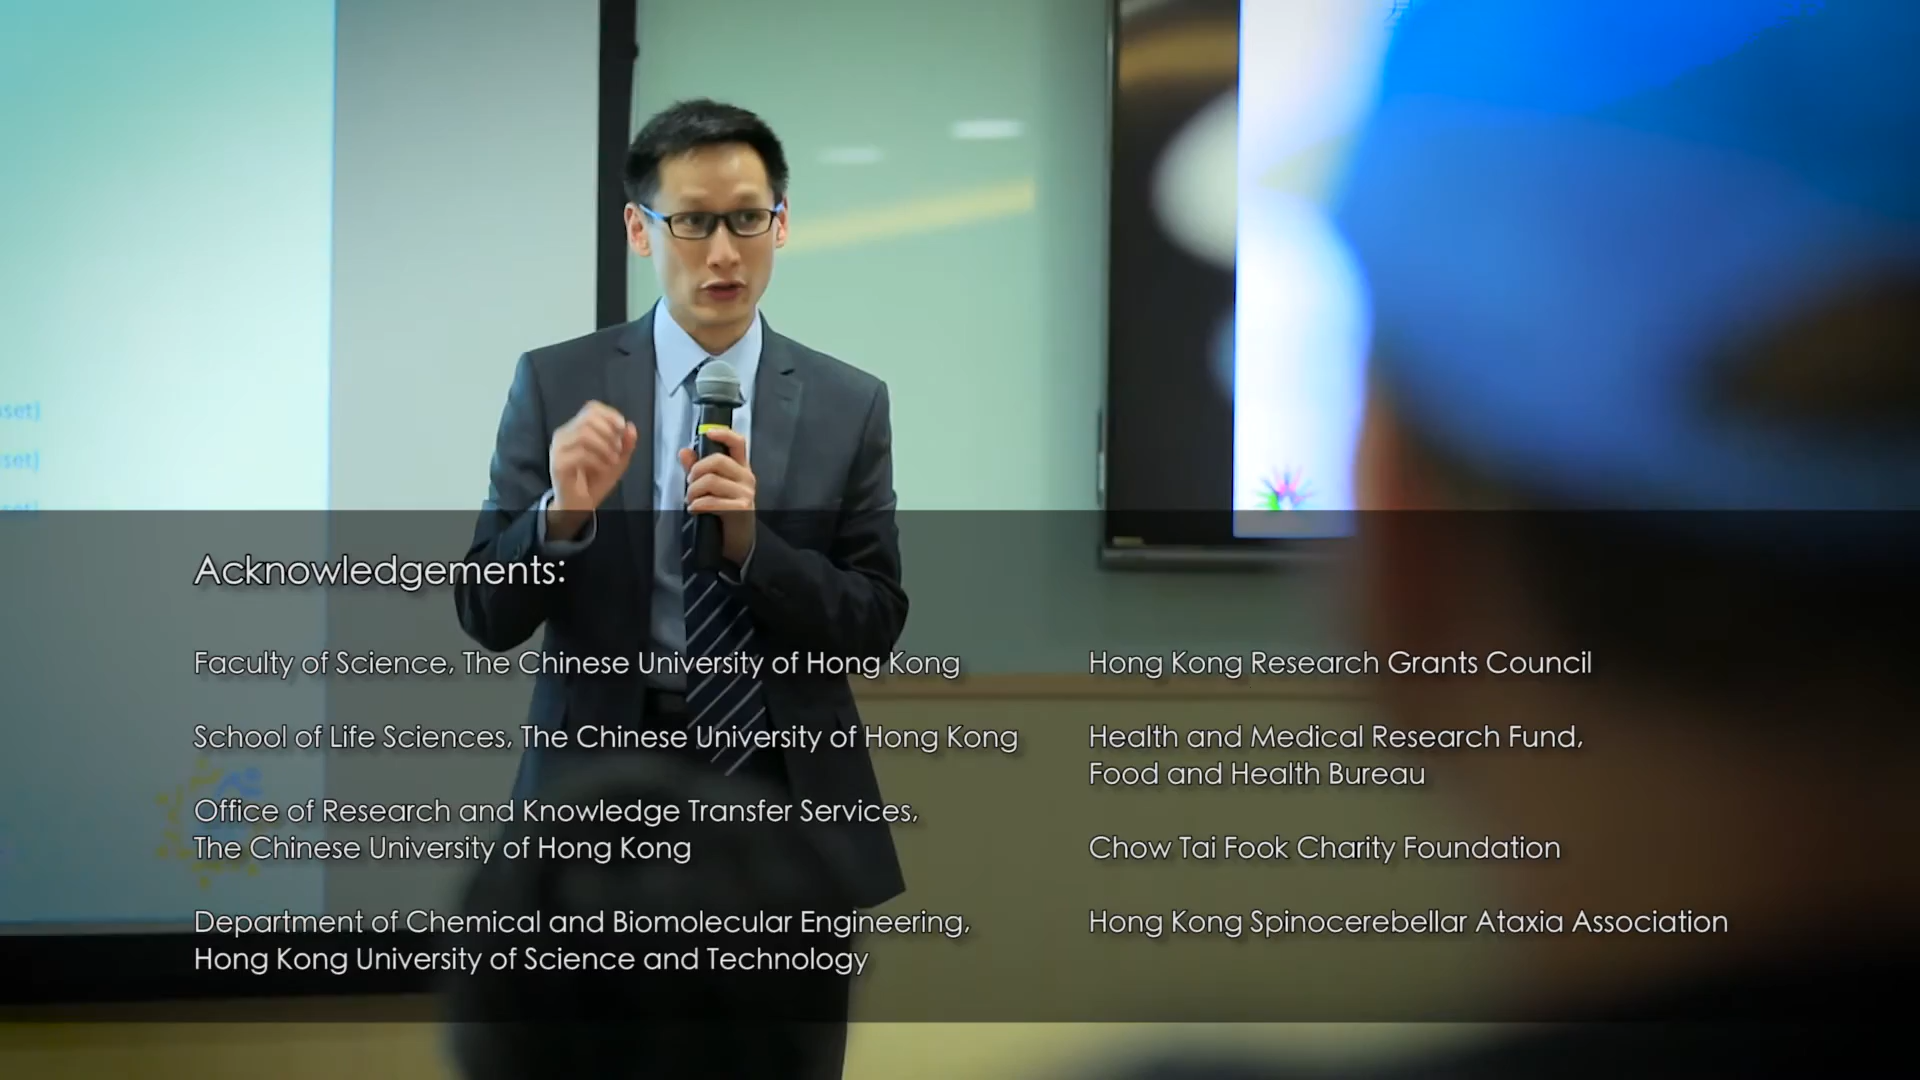 set)
set)
set)
Acknowledgements:
Faculty of Science, The Chinese University of Hong Kong
School of Life Sciences, The Chinese University of Hong Kong
Office of Research and Knowledge Transfer Services,
The Chinese University of Hong Kong
Department of Chemical and Biomolecular Engineering,
Hong Kong University of Science and Technology
Hong Kong Research Grants Council
Health and Medical Research Fund,
Food and Health Bureau
Chow Tai Fook Charity Foundation
Hong Kong Spinocerebellar Ataxia Association